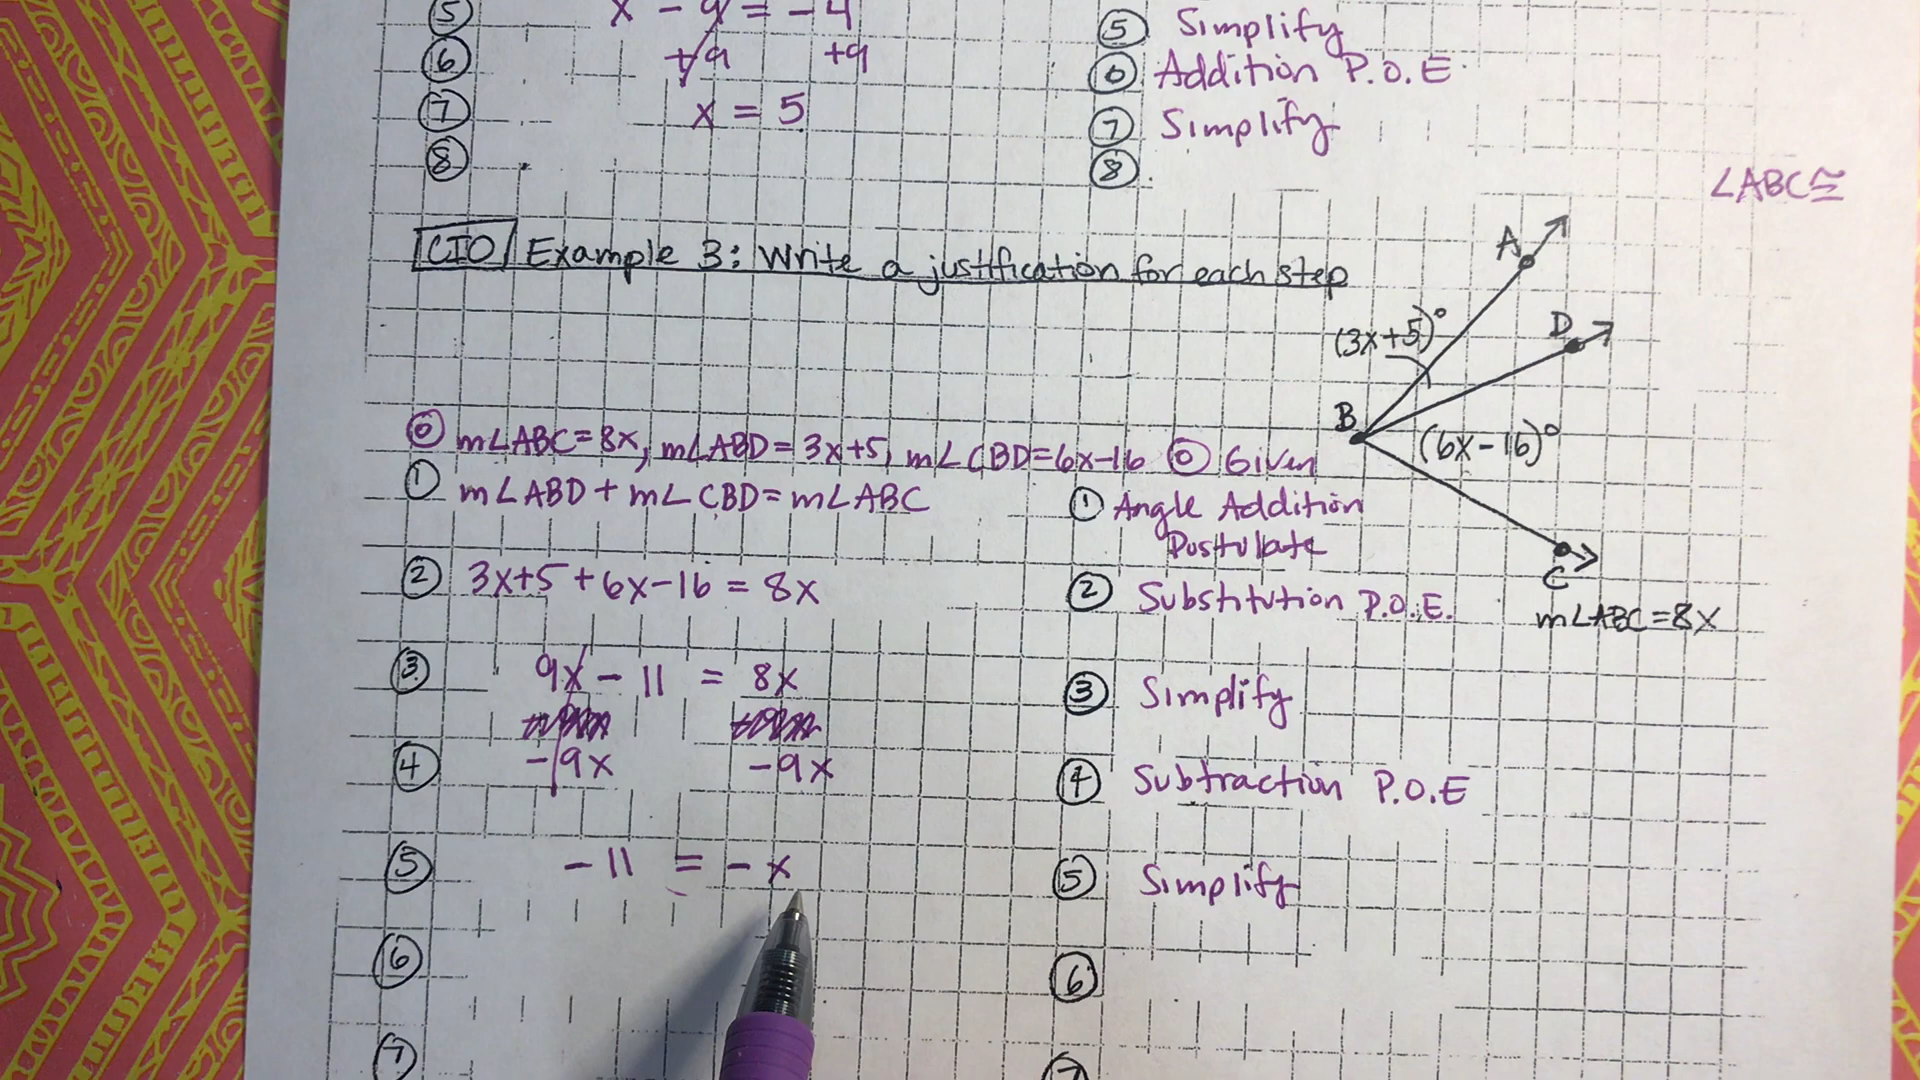 ⑤ x - 9 = -4 ⑤ Simplify
⑥ +9 +9 ⑥ Addition P.O.E.
⑦ x = 5 ⑦ Simplify
⑧ ⑧
∠ABC≅
CIO Example 3: Write a justification for each step
A
D
(3x+5)°
B
(6x-16)°
C
m∠ABC=8x
⓪ m∠ABC=8x, m∠ABD=3x+5, m∠CBD=6x-16 ⓪ Given
① m∠ABD + m∠CBD = m∠ABC ① Angle Addition
Postulate
② 3x+5+6x-16 = 8x ② Substitution P.O.E.
③ 9x - 11 = 8x ③ Simplify
④ -9x -9x ④ Subtraction P.O.E
⑤ -11 = -x ⑤ Simplify
⑥ ⑥
⑦ ⑦